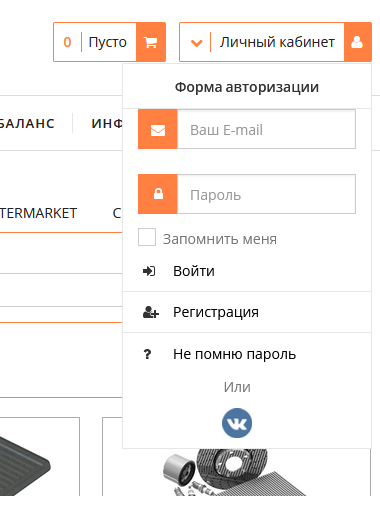 0 Пусто
Личный кабинет
Форма авторизации
БАЛАНС
ИНФ
Ваш E-mail
TERMARKET
С
Пароль
Запомнить меня
Войти
Регистрация
? Не помню пароль
Или